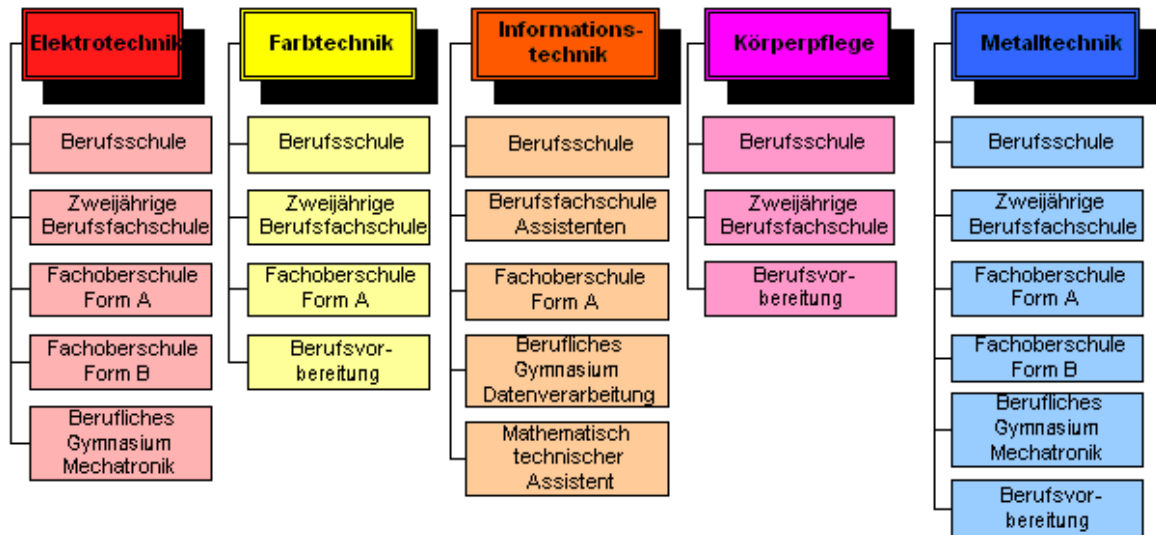 Elektrotechnik
Berufsschule
Zweijährige
Berufsfachschule
Fachoberschule
Form A
Fachoberschule
Form B
Berufliches
Gymnasium
Mechatronik
Farbtechnik
Berufsschule
Zweijährige
Berufsfachschule
Fachoberschule
Form A
Berufsvor-
bereitung
Informations-
technik
Berufsschule
Berufsfachschule
Assistenten
Fachoberschule
Form A
Berufliches
Gymnasium
Datenverarbeitung
Mathematisch
technischer
Assistent
Körperpflege
Berufsschule
Zweijährige
Berufsfachschule
Berufsvor-
bereitung
Metalltechnik
Berufsschule
Zweijährige
Berufsfachschule
Fachoberschule
Form A
Fachoberschule
Form B
Berufliches
Gymnasium
Mechatronik
Berufsvor-
bereitung